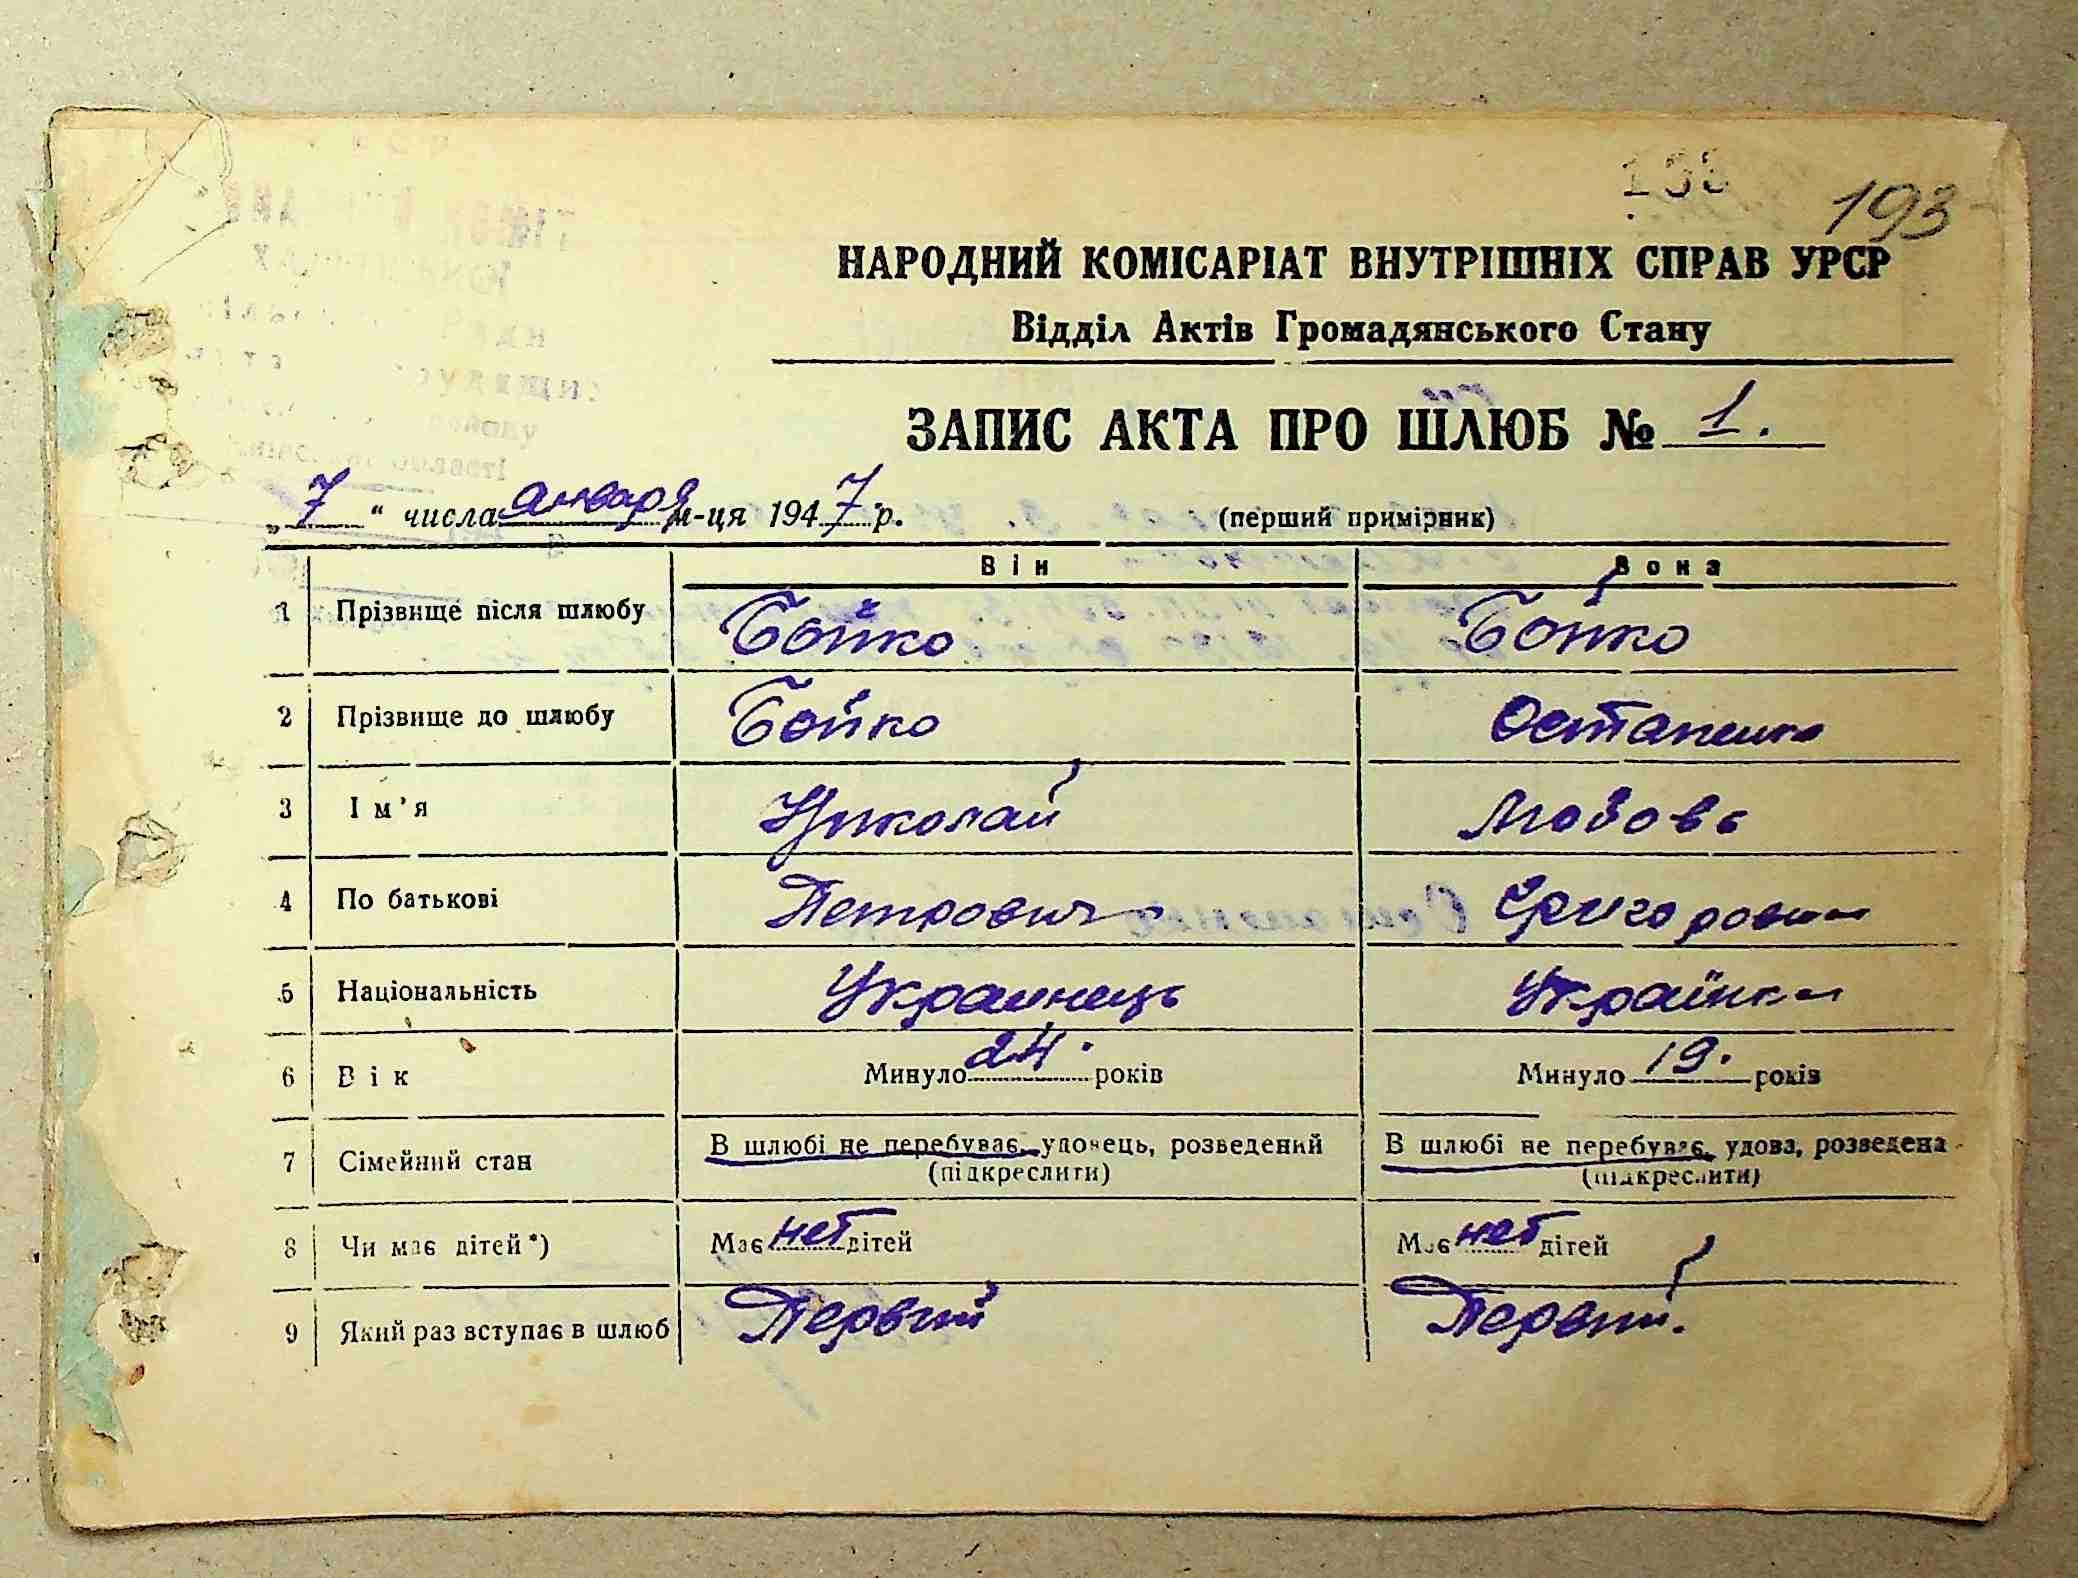 193
НАРОДНИЙ КОМІСАРІАТ ВНУТРІШНІХ СПРАВ УРСР
Відділ Актів Громадянського Стану
ЗАПИС АКТА ПРО ШЛЮБ № 1.
„7“ числа января м-ця 1947 р. (перший примірник)
Він Вона
1 Прізвище після шлюбу Бойко Бойко
2 Прізвище до шлюбу Бойко Остапенко
3 Ім’я Николай Любовь
4 По батькові Петрович Григоровна
5 Національність Украинець Українка
6 Вік Минуло 24. років Минуло 19. років
7 Сімейний стан В шлюбі не перебуває, удовець, розведений В шлюбі не перебуває, удова, розведена
(підкреслити) (підкреслити)
8 Чи має дітей*) Має нет дітей Має нет дітей
9 Який раз вступає в шлюб Первий Первий.